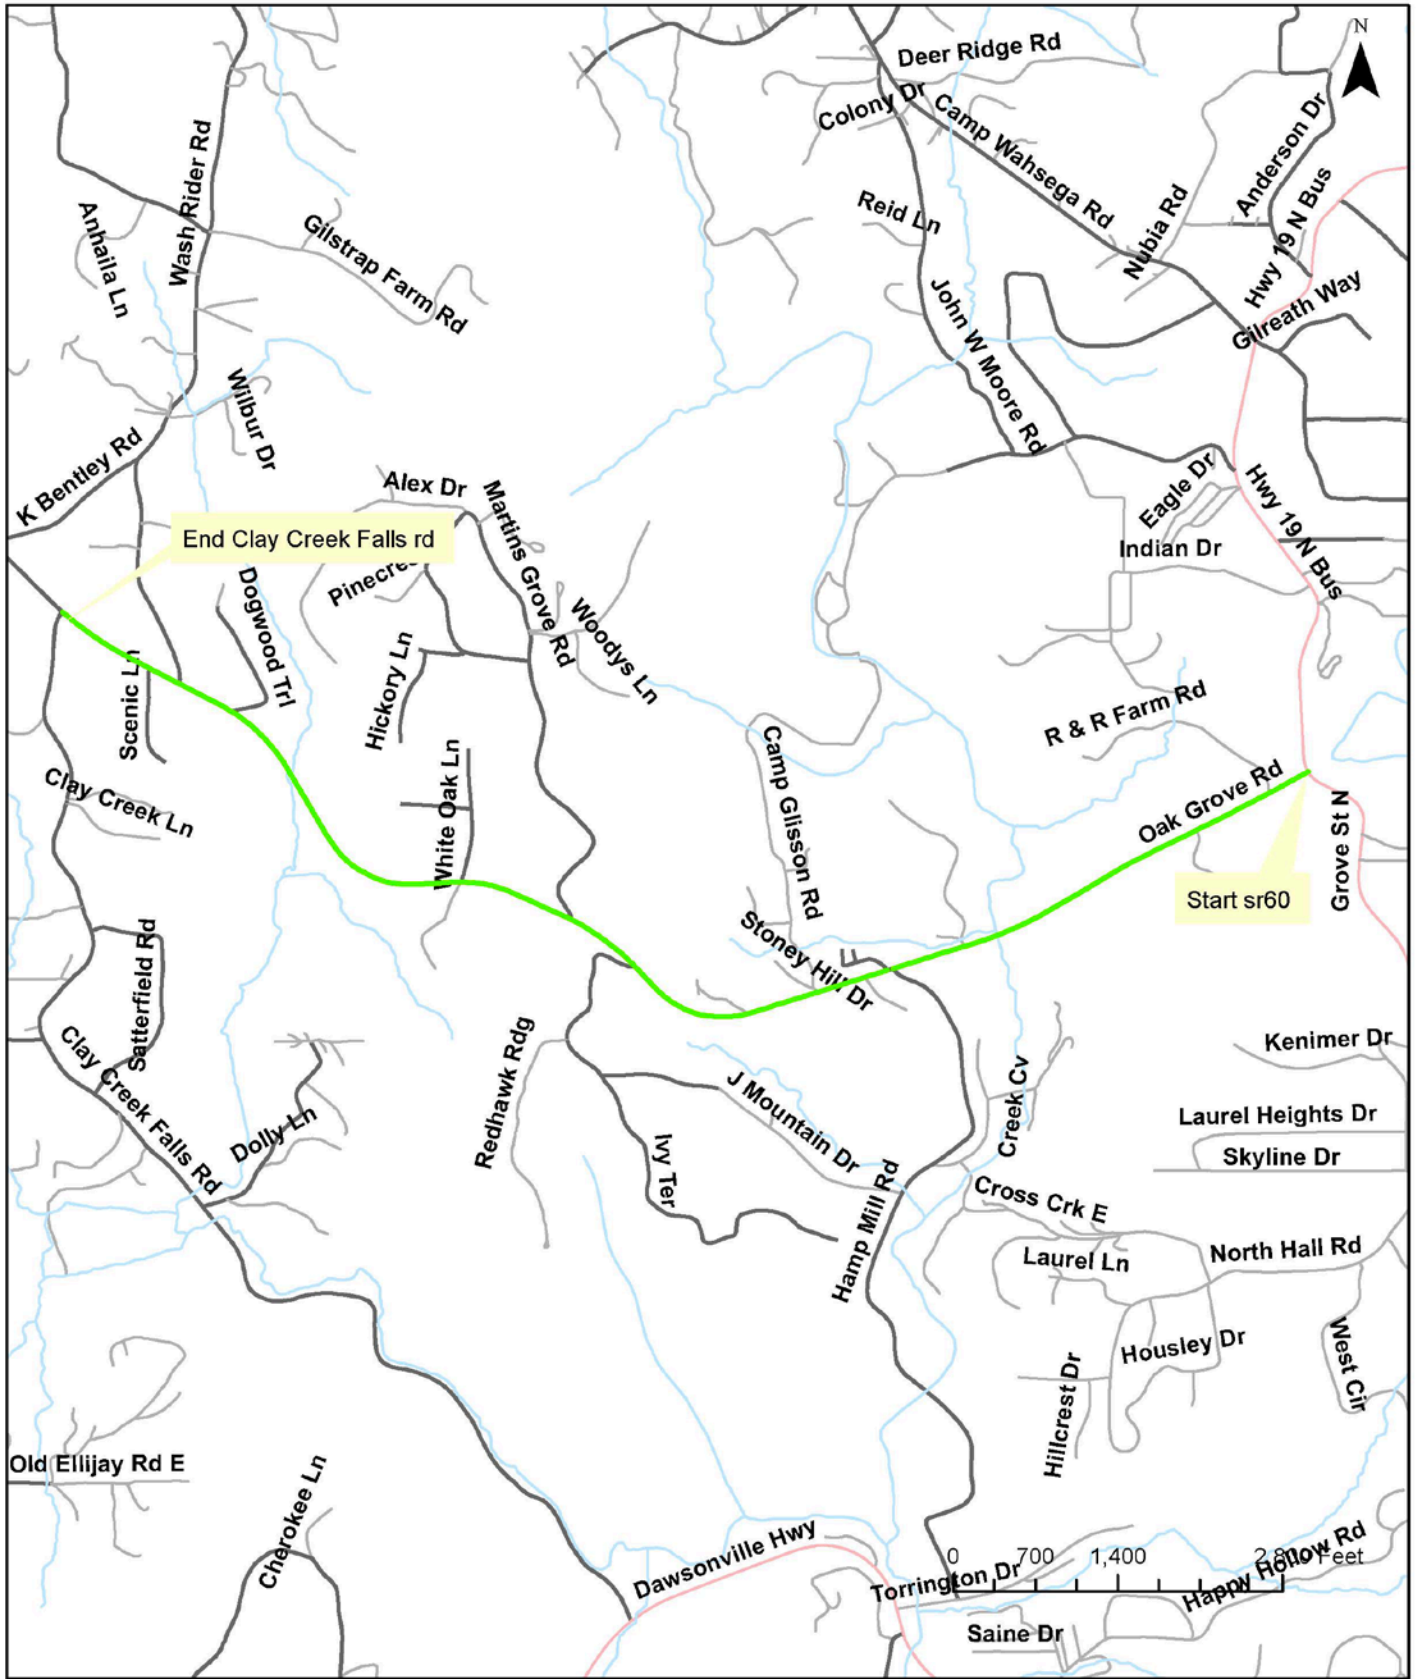 N
Deer Ridge Rd
Colony Dr
Camp Wahsega Rd
Anderson Dr
Wash Rider Rd
Reid Ln
Nubia Rd
Hwy 19 N Bus
Anhaila Ln
Gilstrap Farm Rd
John W Moore Rd
Gilreath Way
Wilbur Dr
K Bentley Rd
Alex Dr
Martins Grove Rd
Eagle Dr
Hwy 19 N Bus
End Clay Creek Falls rd
Indian Dr
Dogwood Trl
Woodys Ln
Scenic Ln
Hickory Ln
R & R Farm Rd
Camp Glisson Rd
White Oak Ln
Clay Creek Ln
Oak Grove Rd
Grove St N
Start sr60
Satterfield Rd
Stoney Hill Dr
Clay Creek Falls Rd
Redhawk Rdg
Kenimer Dr
Creek Cv
J Mountain Dr
Laurel Heights Dr
Dolly Ln
Ivy Ter
Skyline Dr
Hamp Mill Rd
Cross Crk E
Laurel Ln
North Hall Rd
Housley Dr
West Cir
Hillcrest Dr
Old Ellijay Rd E
Cherokee Ln
Dawsonville Hwy
0 700 1,400 2,800 Feet
Torrington Dr
Happy Hollow Rd
Saine Dr